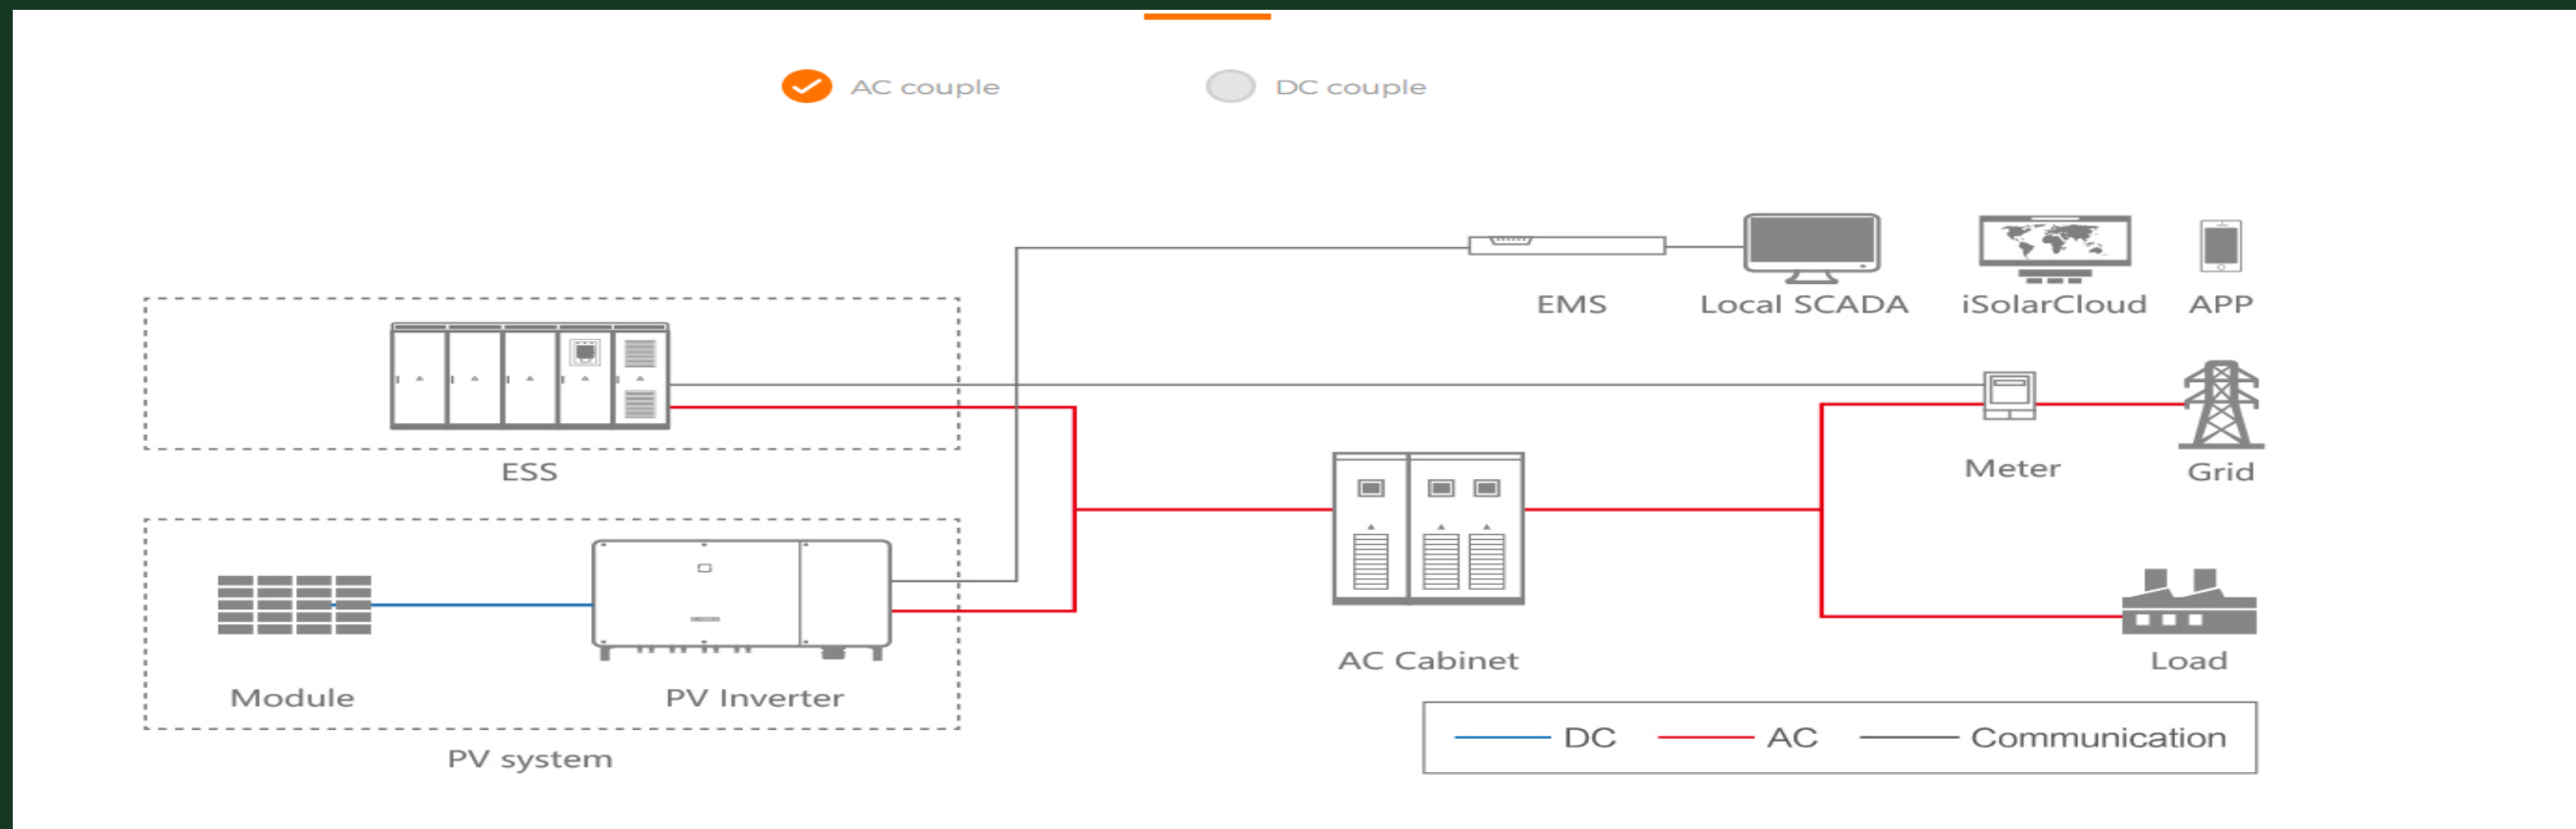 AC couple
DC couple
EMS
Local SCADA
iSolarCloud
APP
ESS
Meter
Grid
AC Cabinet
Load
Module
PV Inverter
PV system
DC
AC
Communication